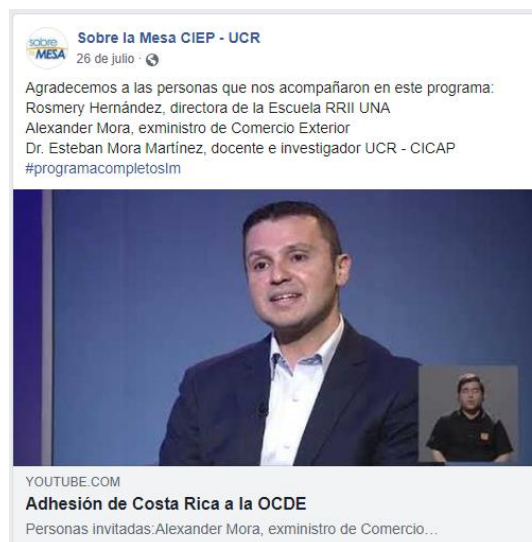 sobre
la MESA
Sobre la Mesa CIEP - UCR
26 de julio ·
Agradecemos a las personas que nos acompañaron en este programa:
Rosmery Hernández, directora de la Escuela RRII UNA
Alexander Mora, exministro de Comercio Exterior
Dr. Esteban Mora Martínez, docente e investigador UCR - CICAP
#programacompletoslm
YOUTUBE.COM
Adhesión de Costa Rica a la OCDE
Personas invitadas:Alexander Mora, exministro de Comercio…